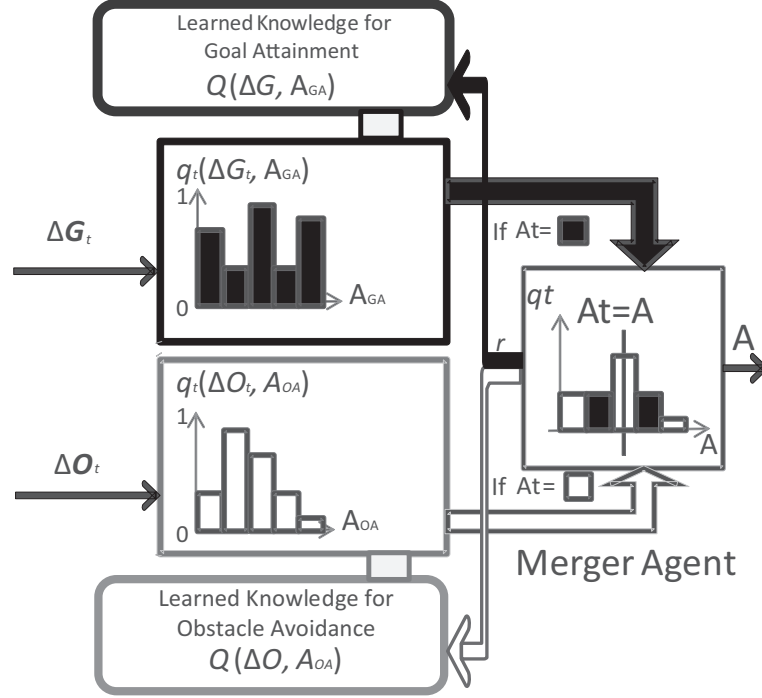 Learned Knowledge for
Goal Attainment
Q(ΔG, AGA)
qt(ΔGt, AGA)
1
ΔGt
0
AGA
If At=
qt
At=A
r
A
A
qt(ΔOt, AOA)
1
ΔOt
0
AOA
If At=
Merger Agent
Learned Knowledge for
Obstacle Avoidance
Q(ΔO, AOA)